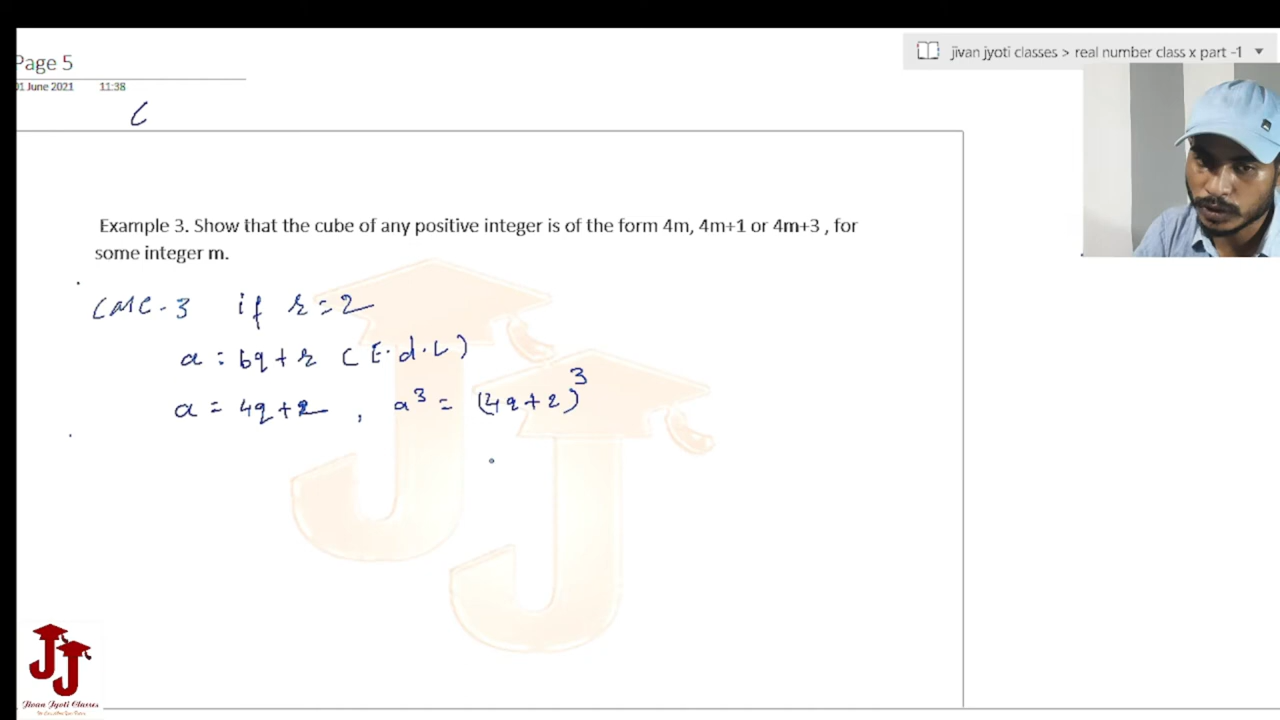 Page 5
01 June 2021 11:38
jivan jyoti classes > real number class x part -1
C
Example 3. Show that the cube of any positive integer is of the form 4m, 4m+1 or 4m+3 , for
some integer m.
Case-3 if r=2
a = bq + r (E.d.L)
a = 4q+2 , a³ = (4q+2)³
JJ
JJ
Jivan Jyoti Classes